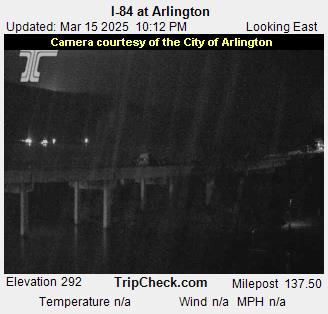 I-84 at Arlington
Updated: Mar 15 2025 10:12 PM Looking East
Camera courtesy of the City of Arlington
Elevation 292 TripCheck.com Milepost 137.50
Temperature n/a Wind n/a MPH n/a